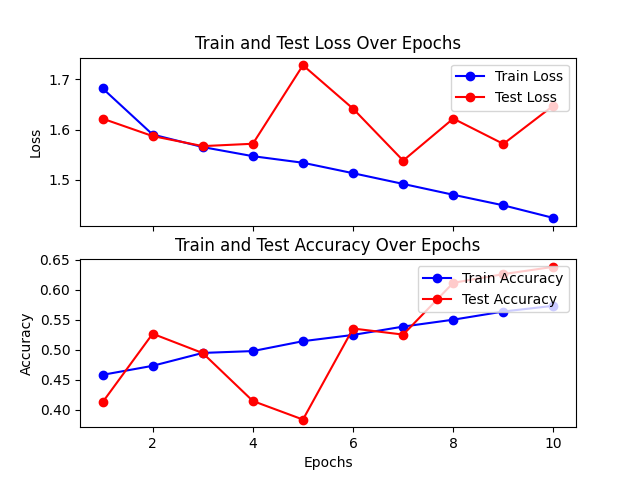 Train and Test Loss Over Epochs
1.7
1.6
1.5
Loss
Train Loss
Test Loss
Train and Test Accuracy Over Epochs
0.65
0.60
0.55
0.50
0.45
0.40
Accuracy
Train Accuracy
Test Accuracy
2 4 6 8 10
Epochs